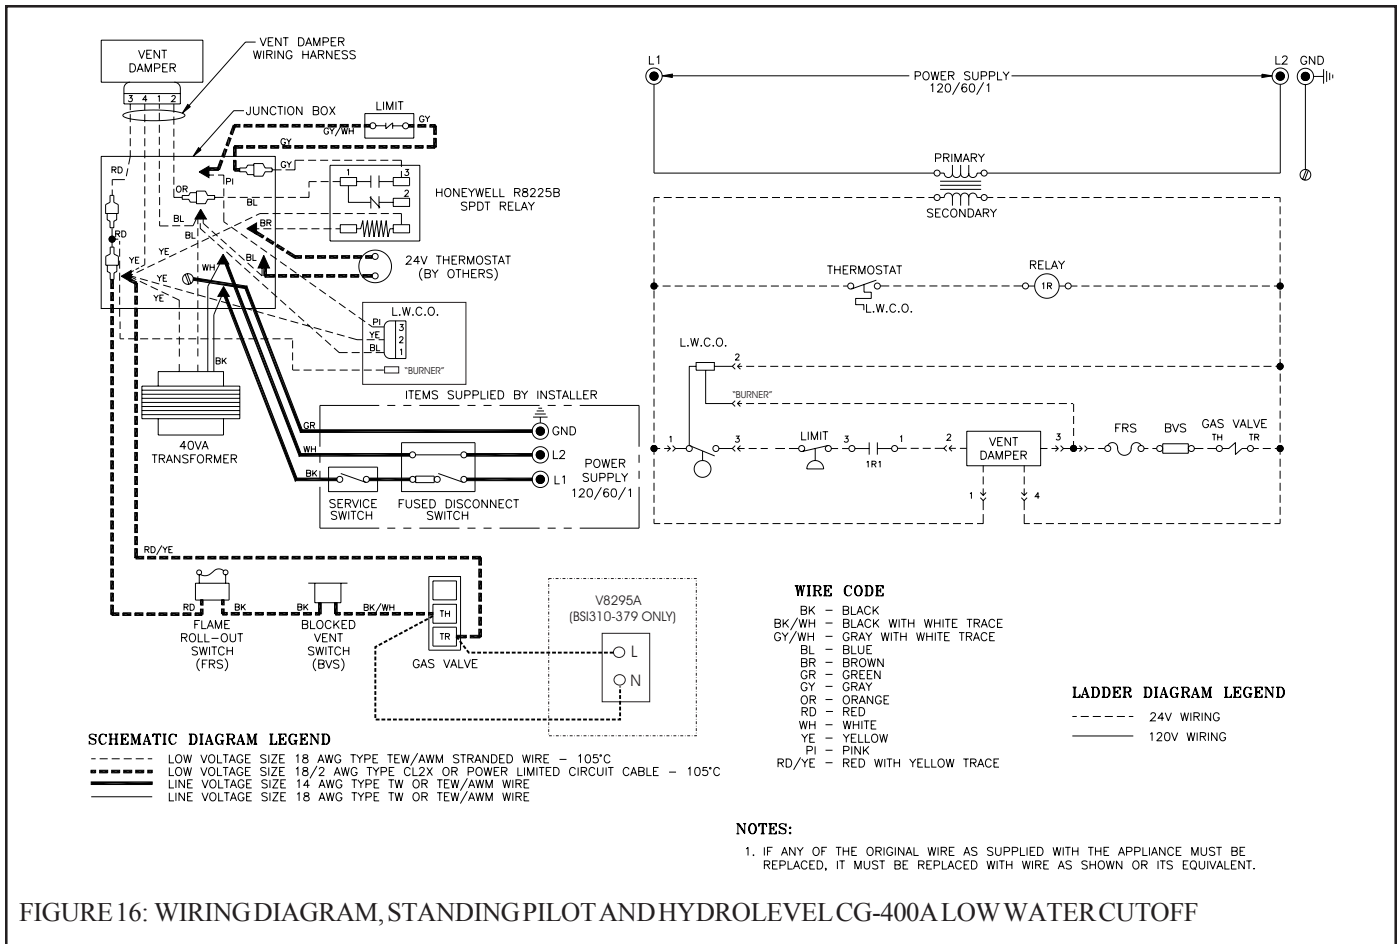 VENT DAMPER
WIRING HARNESS
VENT
DAMPER
3 4 1 2
JUNCTION BOX
LIMIT
GY/WH
GY
GY
GY
RD
PI
OR
BL
BL
BL
BR
BL
RD
YE
YE
YE
WH
BK
1
3
2
HONEYWELL R8225B
SPDT RELAY
24V THERMOSTAT
(BY OTHERS)
L.W.C.O.
PI 3
YE 2
BL 1
"BURNER"
40VA
TRANSFORMER
ITEMS SUPPLIED BY INSTALLER
GR
GND
WH
L2
BK
L1
POWER
SUPPLY
120/60/1
SERVICE
SWITCH
FUSED DISCONNECT
SWITCH
RD/YE
RD
BK
BK
BK/WH
FLAME
ROLL-OUT
SWITCH
(FRS)
BLOCKED
VENT
SWITCH
(BVS)
TH
TR
GAS VALVE
V8295A
(BSI310-379 ONLY)
L
N
L1
POWER SUPPLY
120/60/1
L2
GND
PRIMARY
SECONDARY
THERMOSTAT
L.W.C.O.
RELAY
1R
L.W.C.O.
2
"BURNER"
1
3
LIMIT
3
1R1
1
2
VENT
DAMPER
3
1
4
FRS
BVS
GAS VALVE
TH TR
WIRE CODE
BK – BLACK
BK/WH – BLACK WITH WHITE TRACE
GY/WH – GRAY WITH WHITE TRACE
BL – BLUE
BR – BROWN
GR – GREEN
GY – GRAY
OR – ORANGE
RD – RED
WH – WHITE
YE – YELLOW
PI – PINK
RD/YE – RED WITH YELLOW TRACE
LADDER DIAGRAM LEGEND
24V WIRING
120V WIRING
SCHEMATIC DIAGRAM LEGEND
LOW VOLTAGE SIZE 18 AWG TYPE TEW/AWM STRANDED WIRE – 105°C
LOW VOLTAGE SIZE 18/2 AWG TYPE CL2X OR POWER LIMITED CIRCUIT CABLE – 105°C
LINE VOLTAGE SIZE 14 AWG TYPE TW OR TEW/AWM WIRE
LINE VOLTAGE SIZE 18 AWG TYPE TW OR TEW/AWM WIRE
NOTES:
1. IF ANY OF THE ORIGINAL WIRE AS SUPPLIED WITH THE APPLIANCE MUST BE
REPLACED, IT MUST BE REPLACED WITH WIRE AS SHOWN OR ITS EQUIVALENT.
FIGURE 16: WIRING DIAGRAM, STANDING PILOT AND HYDROLEVEL CG-400A LOW WATER CUTOFF